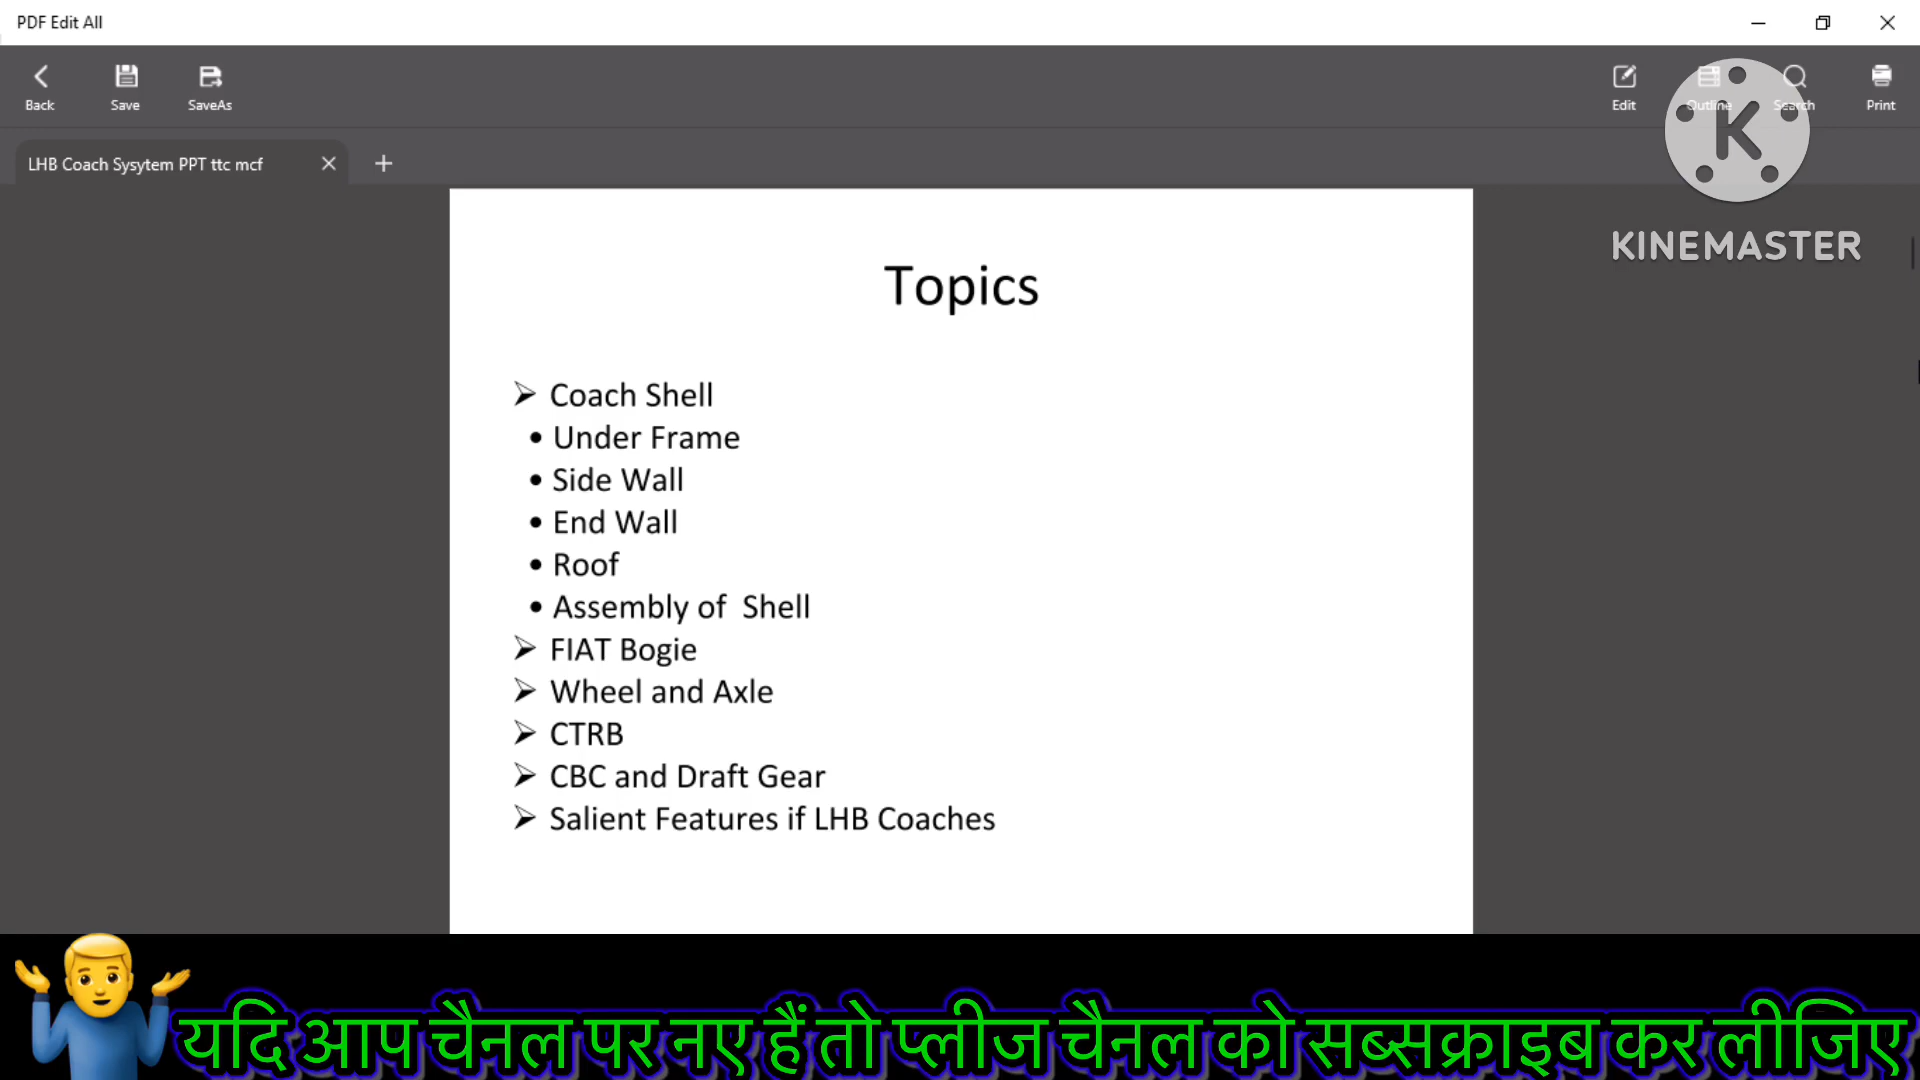 PDF Edit All
Back Save SaveAs Edit Outline Search Print
LHB Coach Sysytem PPT ttc mcf
K
KINEMASTER
Topics
Coach Shell
• Under Frame
• Side Wall
• End Wall
• Roof
• Assembly of Shell
FIAT Bogie
Wheel and Axle
CTRB
CBC and Draft Gear
Salient Features if LHB Coaches
यदि आप चैनल पर नए हैं तो प्लीज चैनल को सब्सक्राइब कर लीजिए